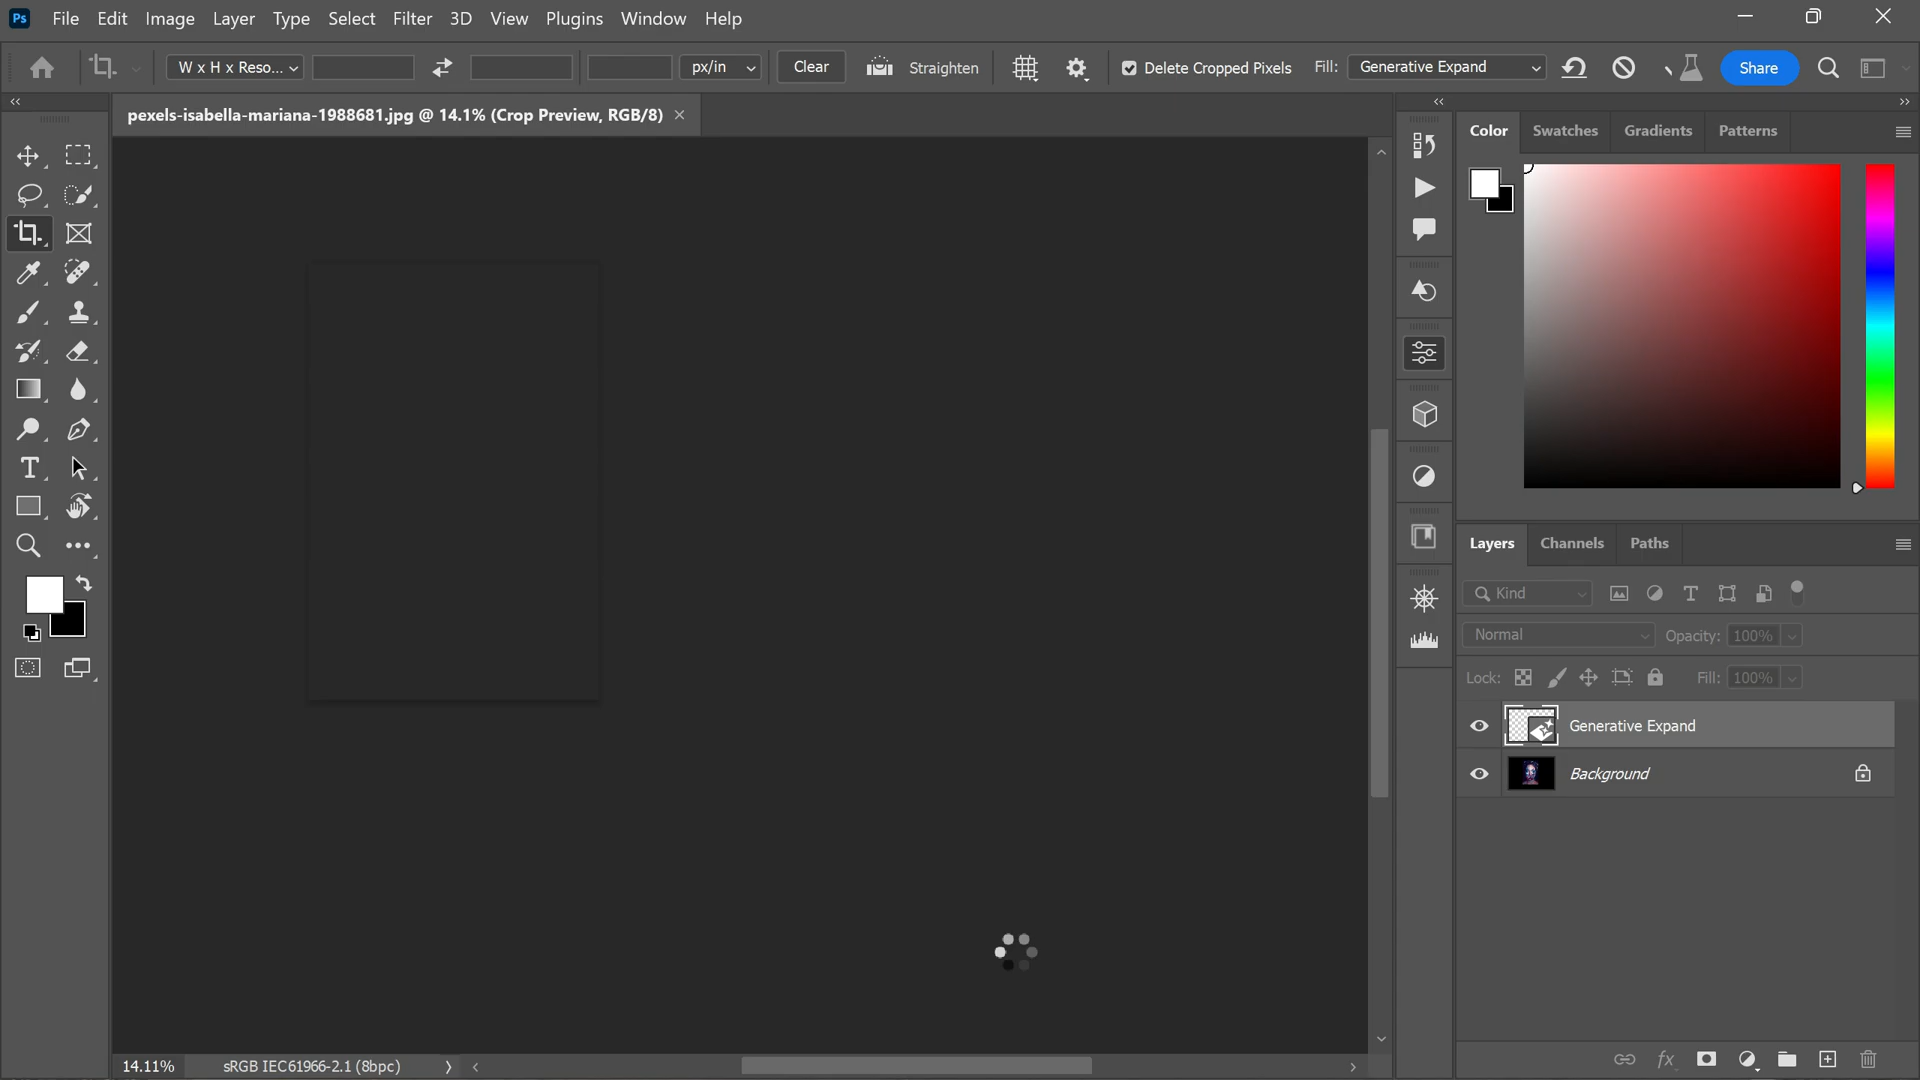 Ps File Edit Image Layer Type Select Filter 3D View Plugins Window Help
W x H x Reso... px/in Clear Straighten Delete Cropped Pixels Fill: Generative Expand Share
pexels-isabella-mariana-1988681.jpg @ 14.1% (Crop Preview, RGB/8)
Color Swatches Gradients Patterns
Layers Channels Paths
Kind
Normal Opacity: 100%
Lock: Fill: 100%
Generative Expand
Background
fx
14.11% sRGB IEC61966-2.1 (8bpc)